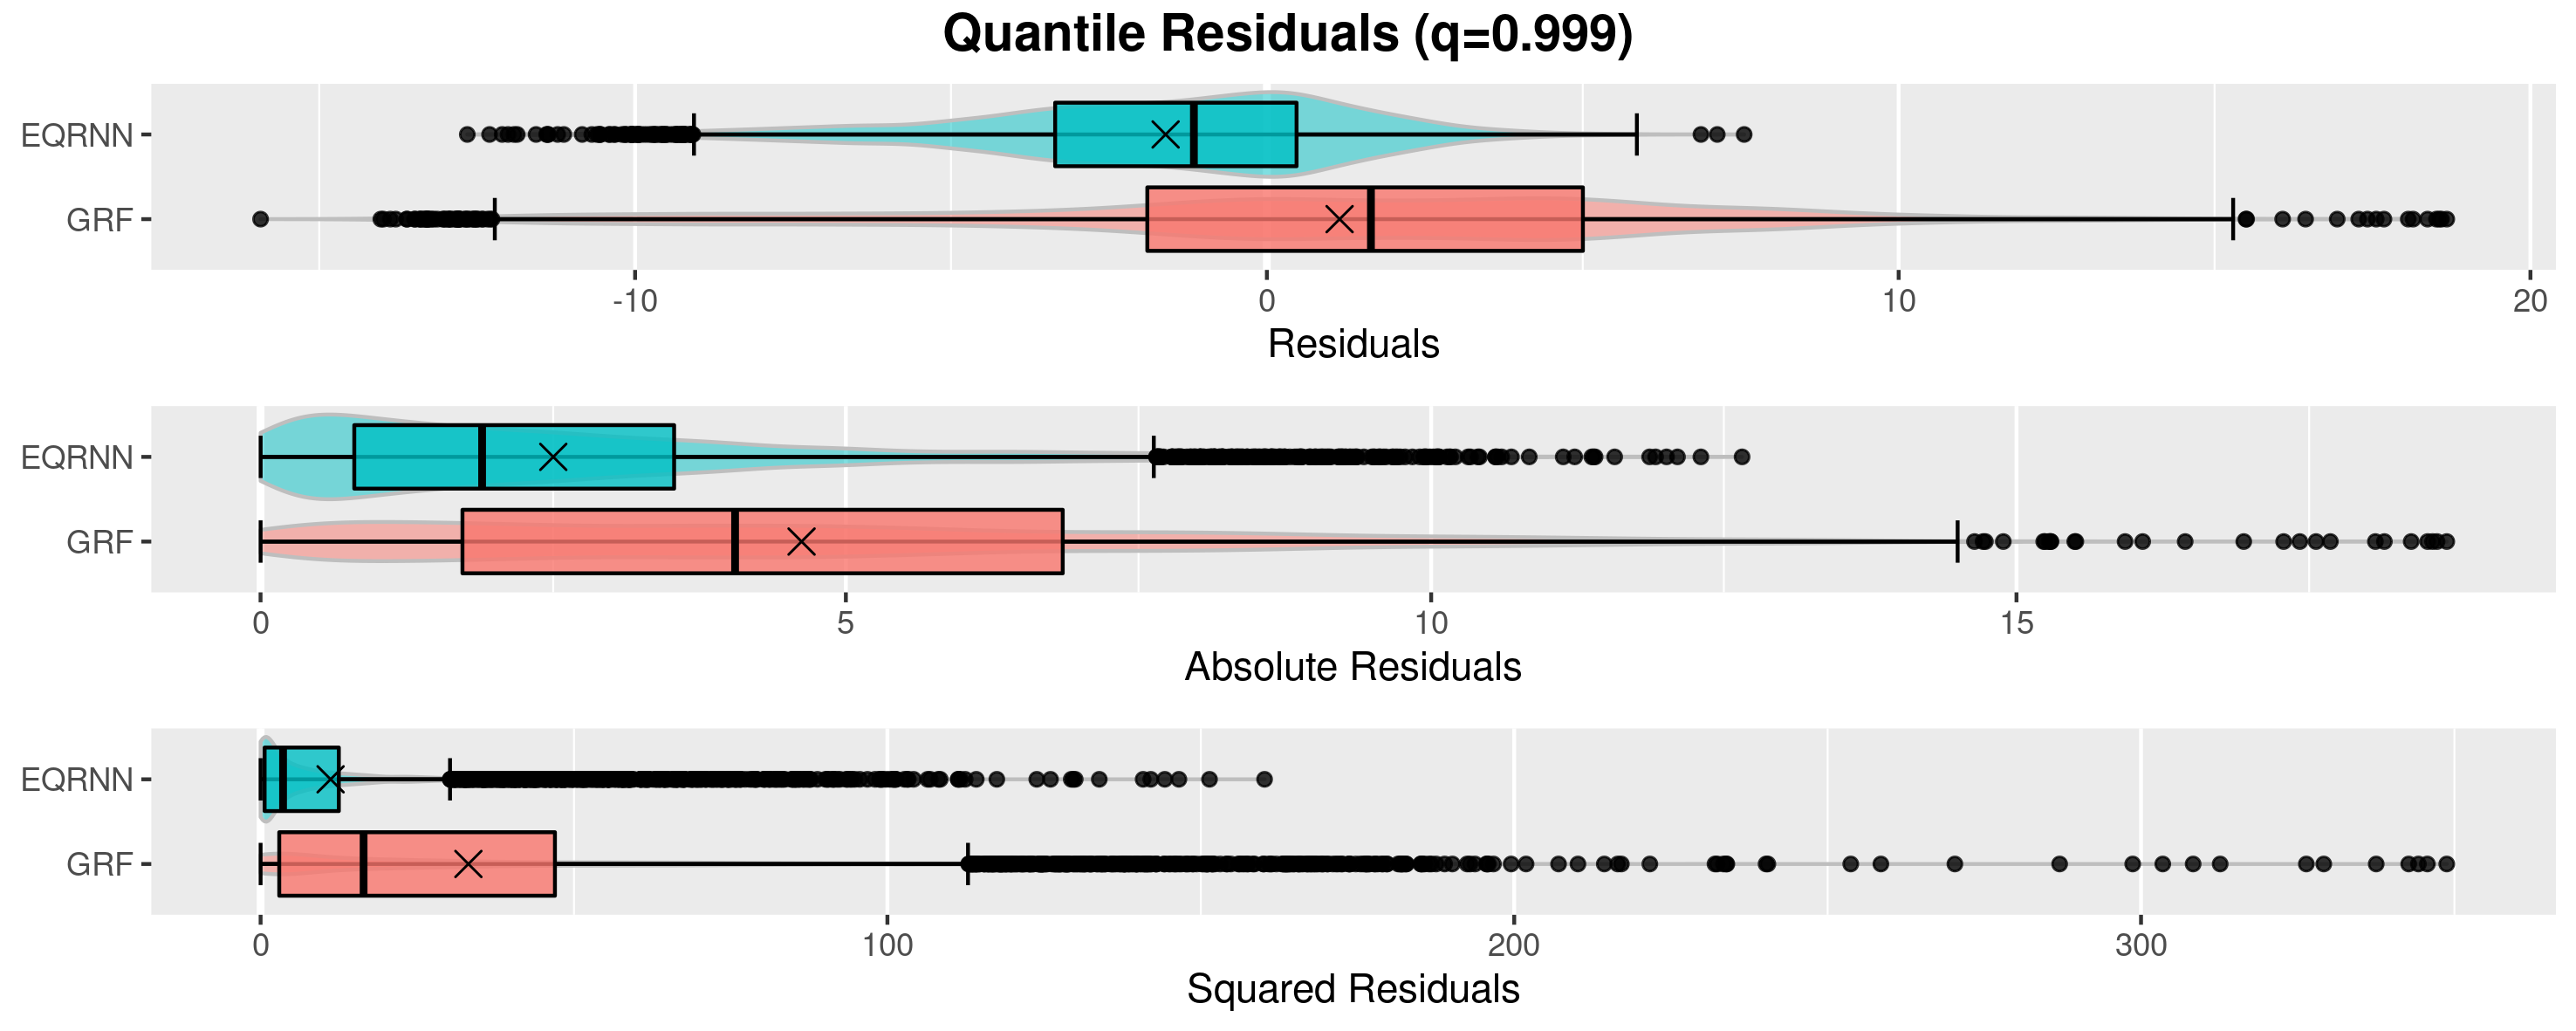 Quantile Residuals (q=0.999)
EQRNN
GRF
-10 0 10 20
Residuals
EQRNN
GRF
0 5 10 15
Absolute Residuals
EQRNN
GRF
0 100 200 300
Squared Residuals